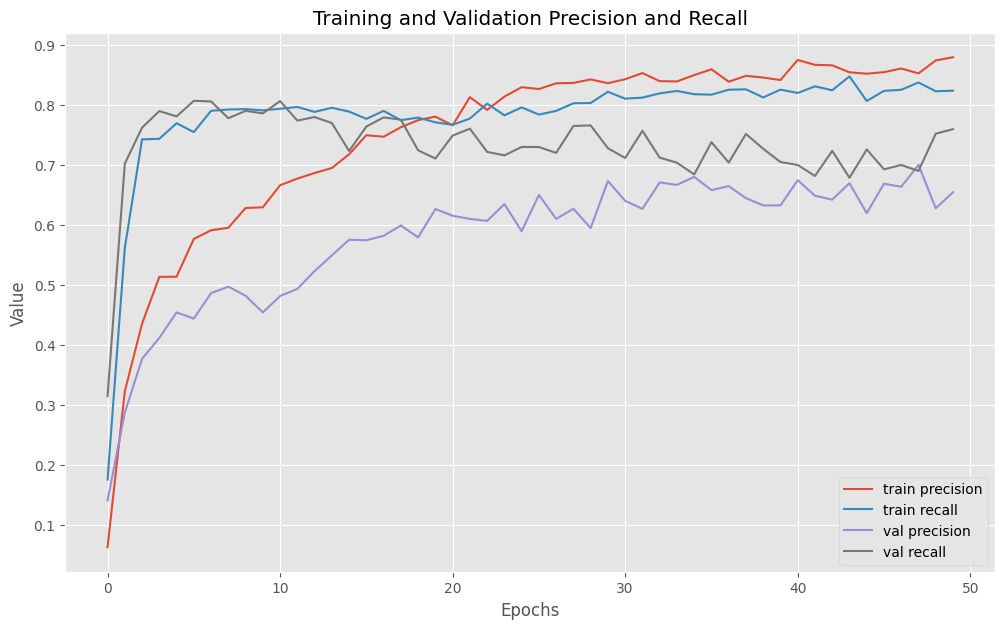 Training and Validation Precision and Recall
0.9
0.8
0.7
0.6
0.5
0.4
0.3
0.2
0.1
Value
0
10
20
30
40
50
Epochs
train precision
train recall
val precision
val recall